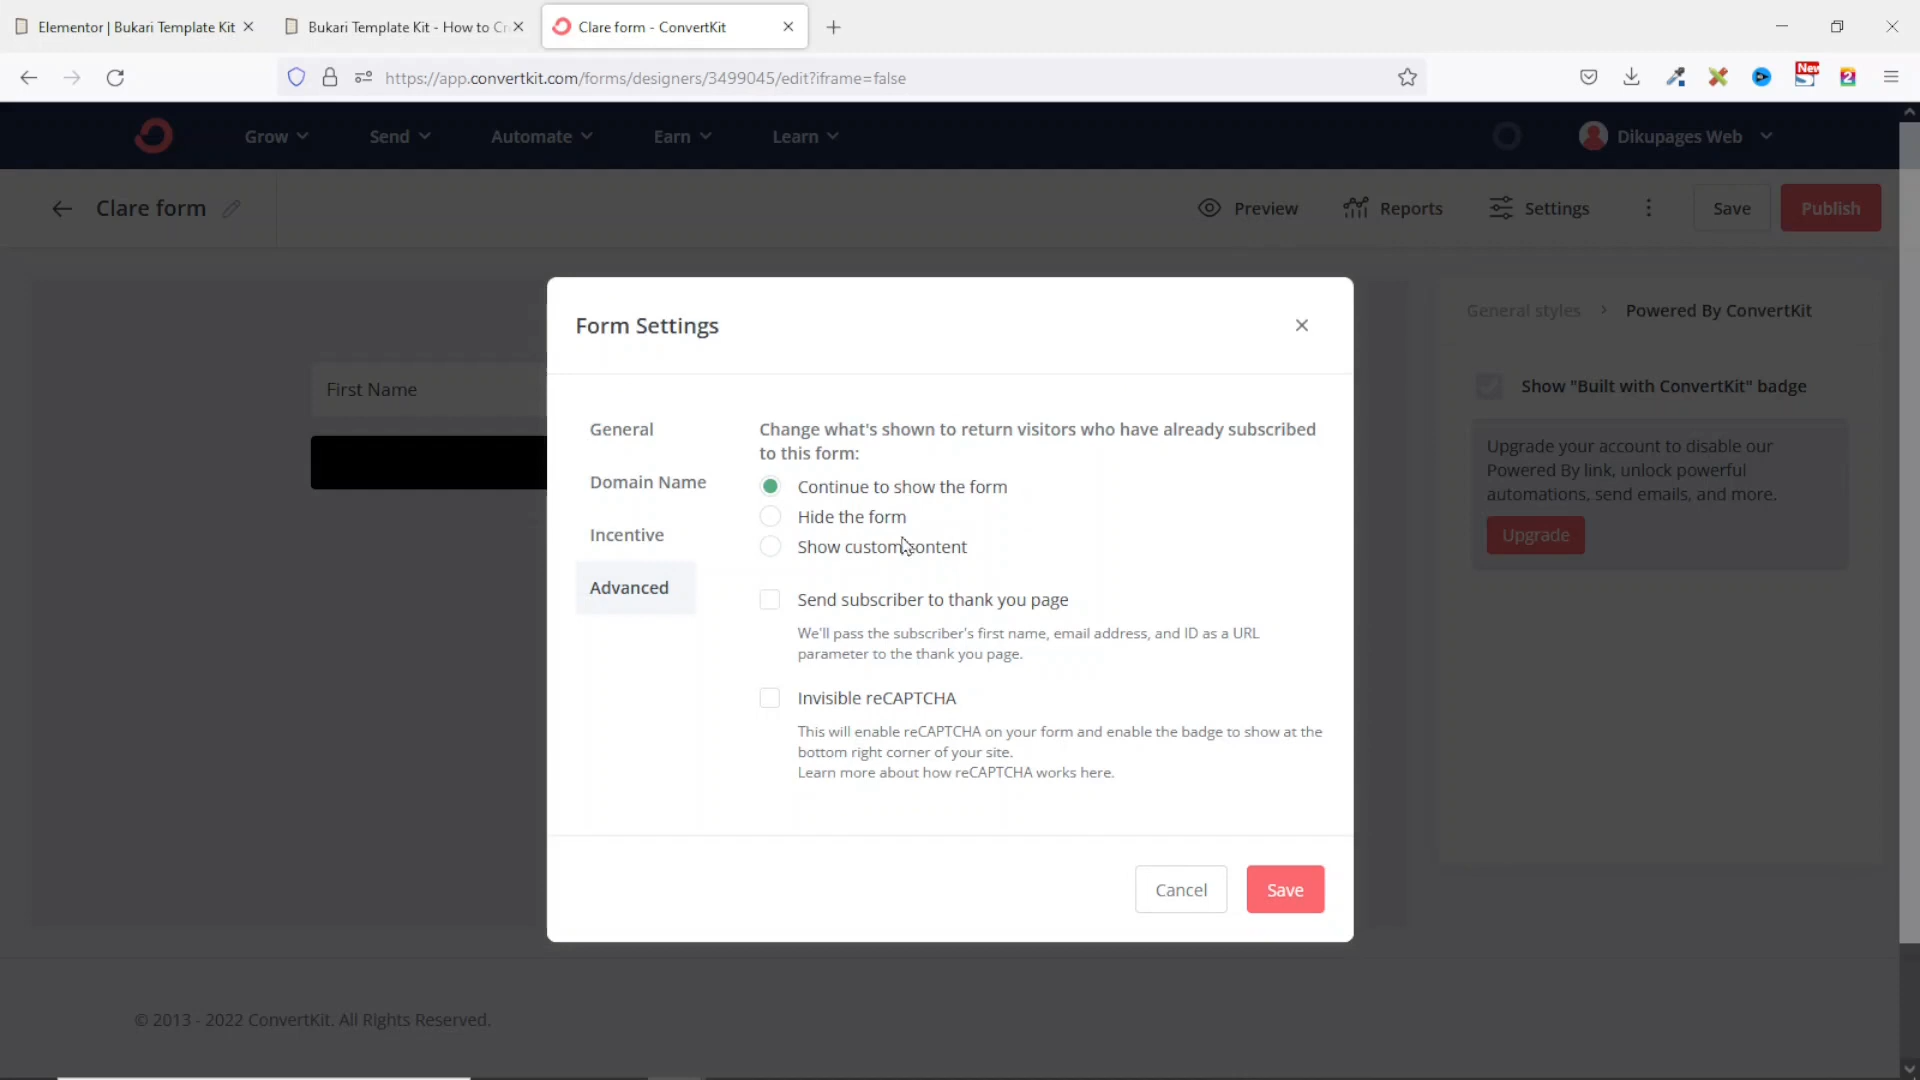 Elementor | Bukari Template Kit
Bukari Template Kit - How to Cr
Clare form - ConvertKit
https://app.convertkit.com/forms/designers/3499045/edit?iframe=false
New
2
Grow
Send
Automate
Earn
Learn
Dikupages Web
Clare form
Preview
Reports
Settings
Save
Publish
General styles > Powered By ConvertKit
Show "Built with ConvertKit" badge
Upgrade your account to disable our
Powered By link, unlock powerful
automations, send emails, and more.
Upgrade
First Name
Form Settings
General
Domain Name
Incentive
Advanced
Change what's shown to return visitors who have already subscribed
to this form:
Continue to show the form
Hide the form
Show custom content
Send subscriber to thank you page
We'll pass the subscriber's first name, email address, and ID as a URL
parameter to the thank you page.
Invisible reCAPTCHA
This will enable reCAPTCHA on your form and enable the badge to show at the
bottom right corner of your site.
Learn more about how reCAPTCHA works here.
Cancel
Save
© 2013 - 2022 ConvertKit. All Rights Reserved.